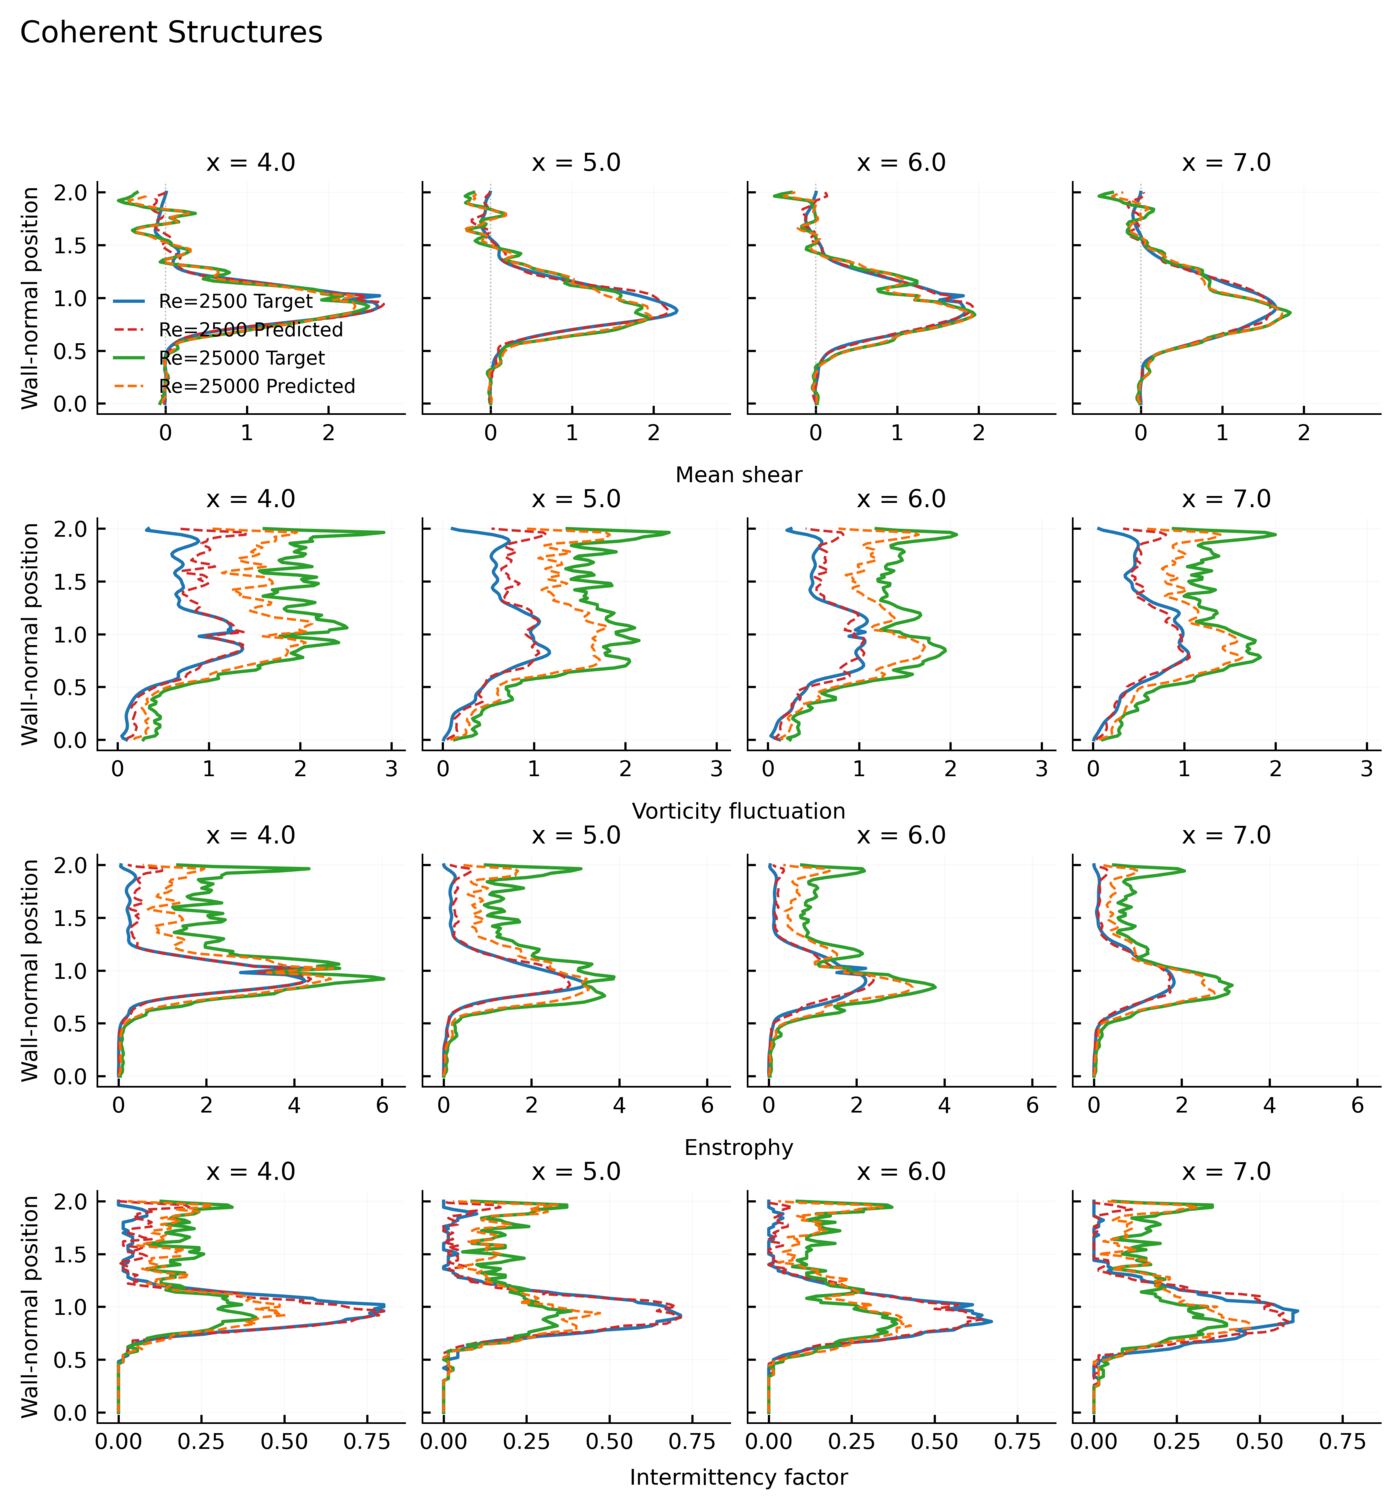 Coherent Structures
x = 4.0 x = 5.0 x = 6.0 x = 7.0
Wall-normal position
2.0
1.5
1.0
0.5
0.0
Re=2500 Target
Re=2500 Predicted
Re=25000 Target
Re=25000 Predicted
0 1 2 0 1 2 0 1 2 0 1 2
Mean shear
x = 4.0 x = 5.0 x = 6.0 x = 7.0
Wall-normal position
2.0
1.5
1.0
0.5
0.0
0 1 2 3 0 1 2 3 0 1 2 3 0 1 2 3
Vorticity fluctuation
x = 4.0 x = 5.0 x = 6.0 x = 7.0
Wall-normal position
2.0
1.5
1.0
0.5
0.0
0 2 4 6 0 2 4 6 0 2 4 6 0 2 4 6
Enstrophy
x = 4.0 x = 5.0 x = 6.0 x = 7.0
Wall-normal position
2.0
1.5
1.0
0.5
0.0
0.00 0.25 0.50 0.75 0.00 0.25 0.50 0.75 0.00 0.25 0.50 0.75 0.00 0.25 0.50 0.75
Intermittency factor